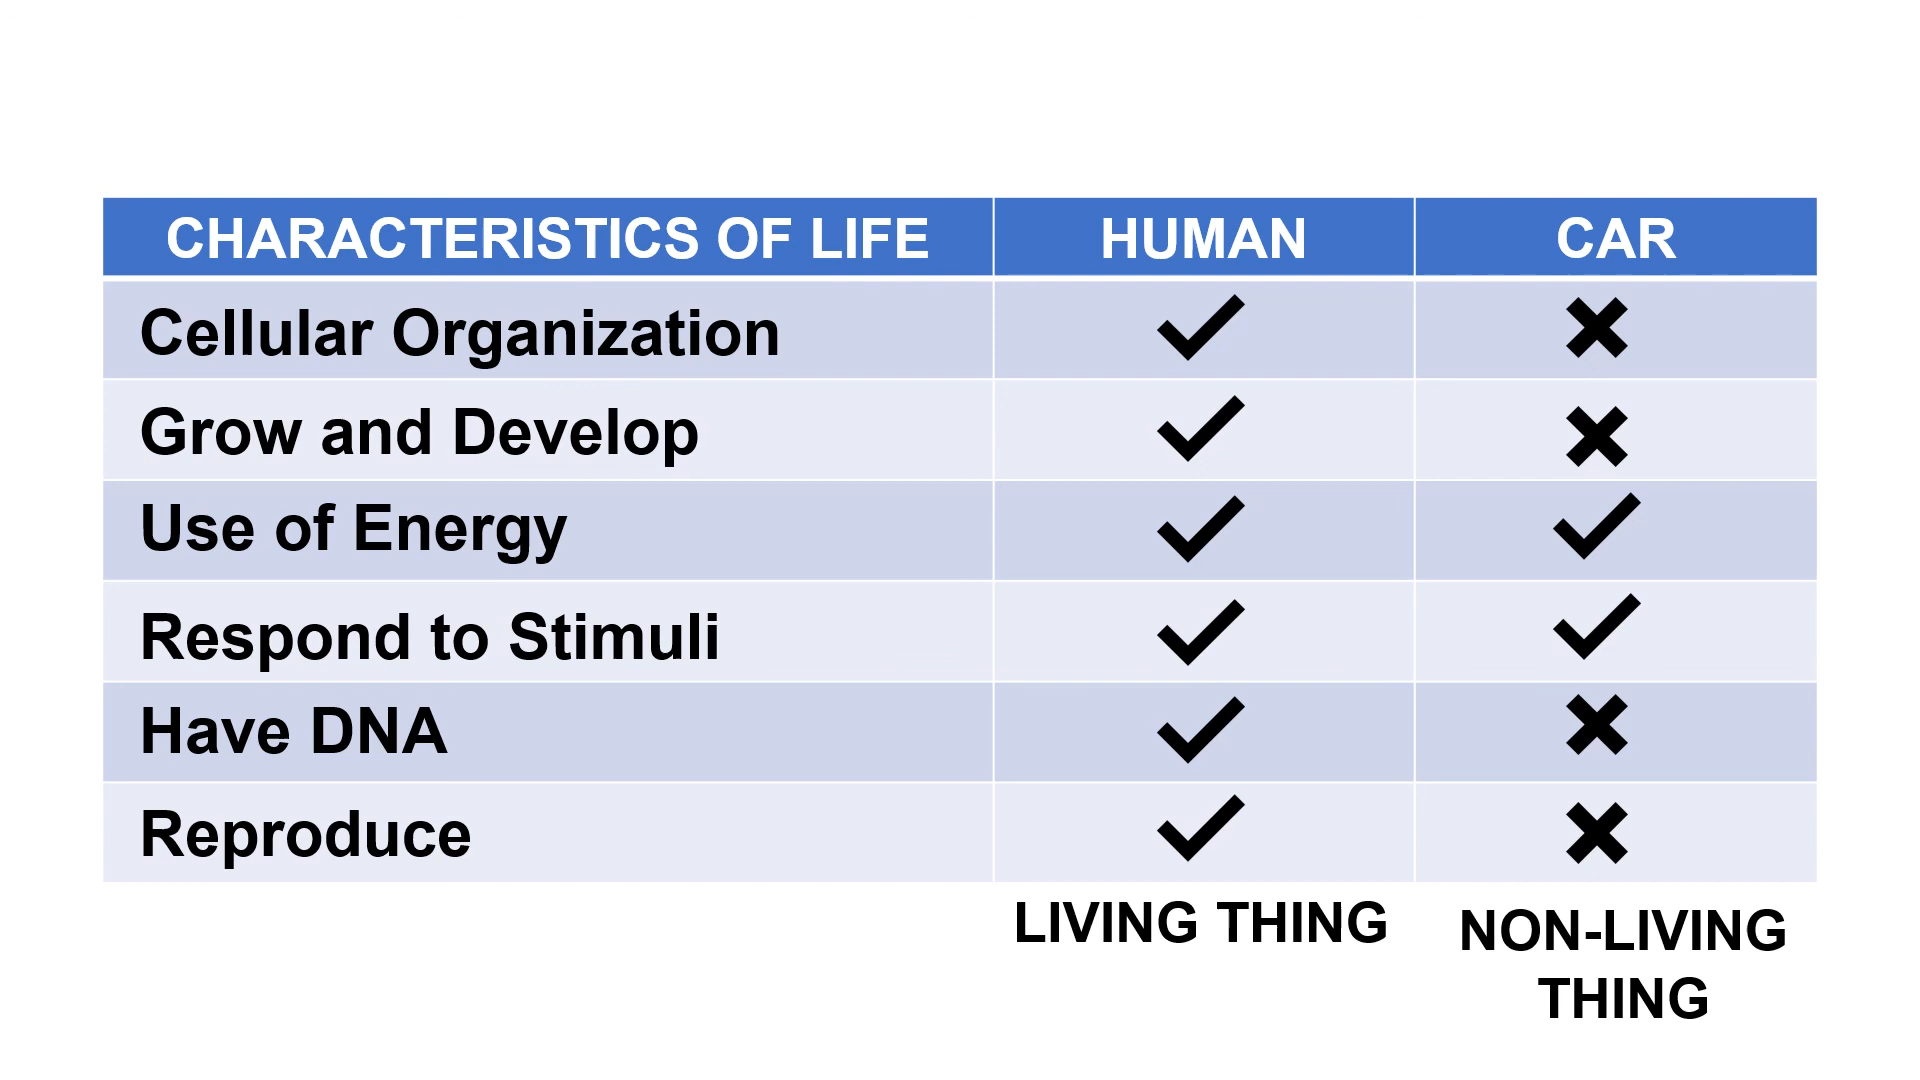 CHARACTERISTICS OF LIFE HUMAN CAR
Cellular Organization ✓ ✖
Grow and Develop ✓ ✖
Use of Energy ✓ ✓
Respond to Stimuli ✓ ✓
Have DNA ✓ ✖
Reproduce ✓ ✖
LIVING THING
NON-LIVING
THING